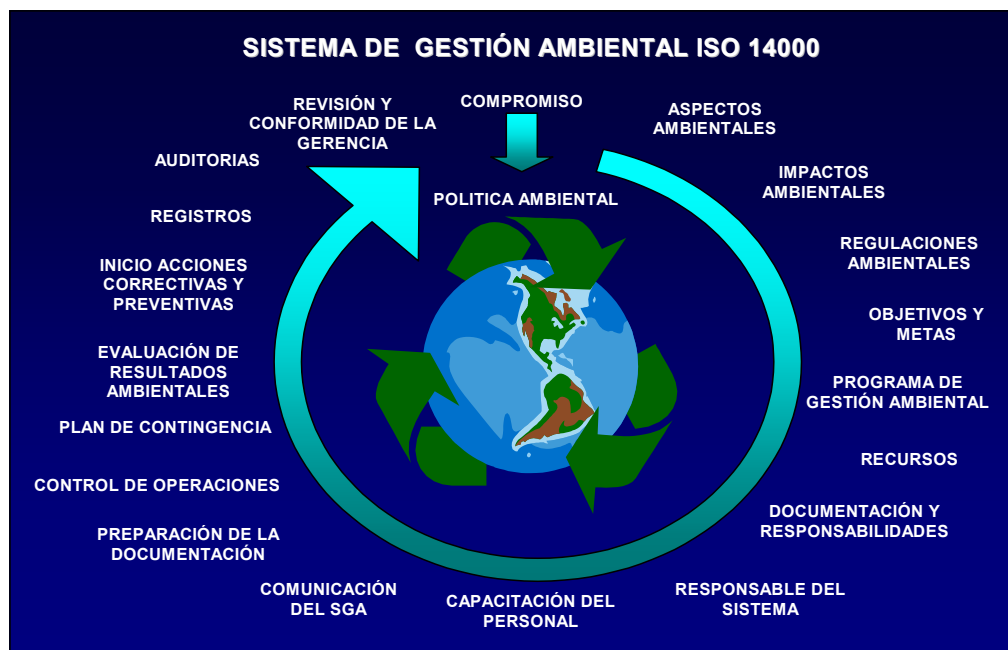 SISTEMA DE GESTIÓN AMBIENTAL ISO 14000
COMPROMISO
POLITICA AMBIENTAL
ASPECTOS
AMBIENTALES
IMPACTOS
AMBIENTALES
REGULACIONES
AMBIENTALES
OBJETIVOS Y
METAS
PROGRAMA DE
GESTIÓN AMBIENTAL
RECURSOS
DOCUMENTACIÓN Y
RESPONSABILIDADES
RESPONSABLE DEL
SISTEMA
CAPACITACIÓN DEL
PERSONAL
COMUNICACIÓN
DEL SGA
PREPARACIÓN DE LA
DOCUMENTACIÓN
CONTROL DE OPERACIONES
PLAN DE CONTINGENCIA
EVALUACIÓN DE
RESULTADOS
AMBIENTALES
INICIO ACCIONES
CORRECTIVAS Y
PREVENTIVAS
REGISTROS
AUDITORIAS
REVISIÓN Y
CONFORMIDAD DE LA
GERENCIA